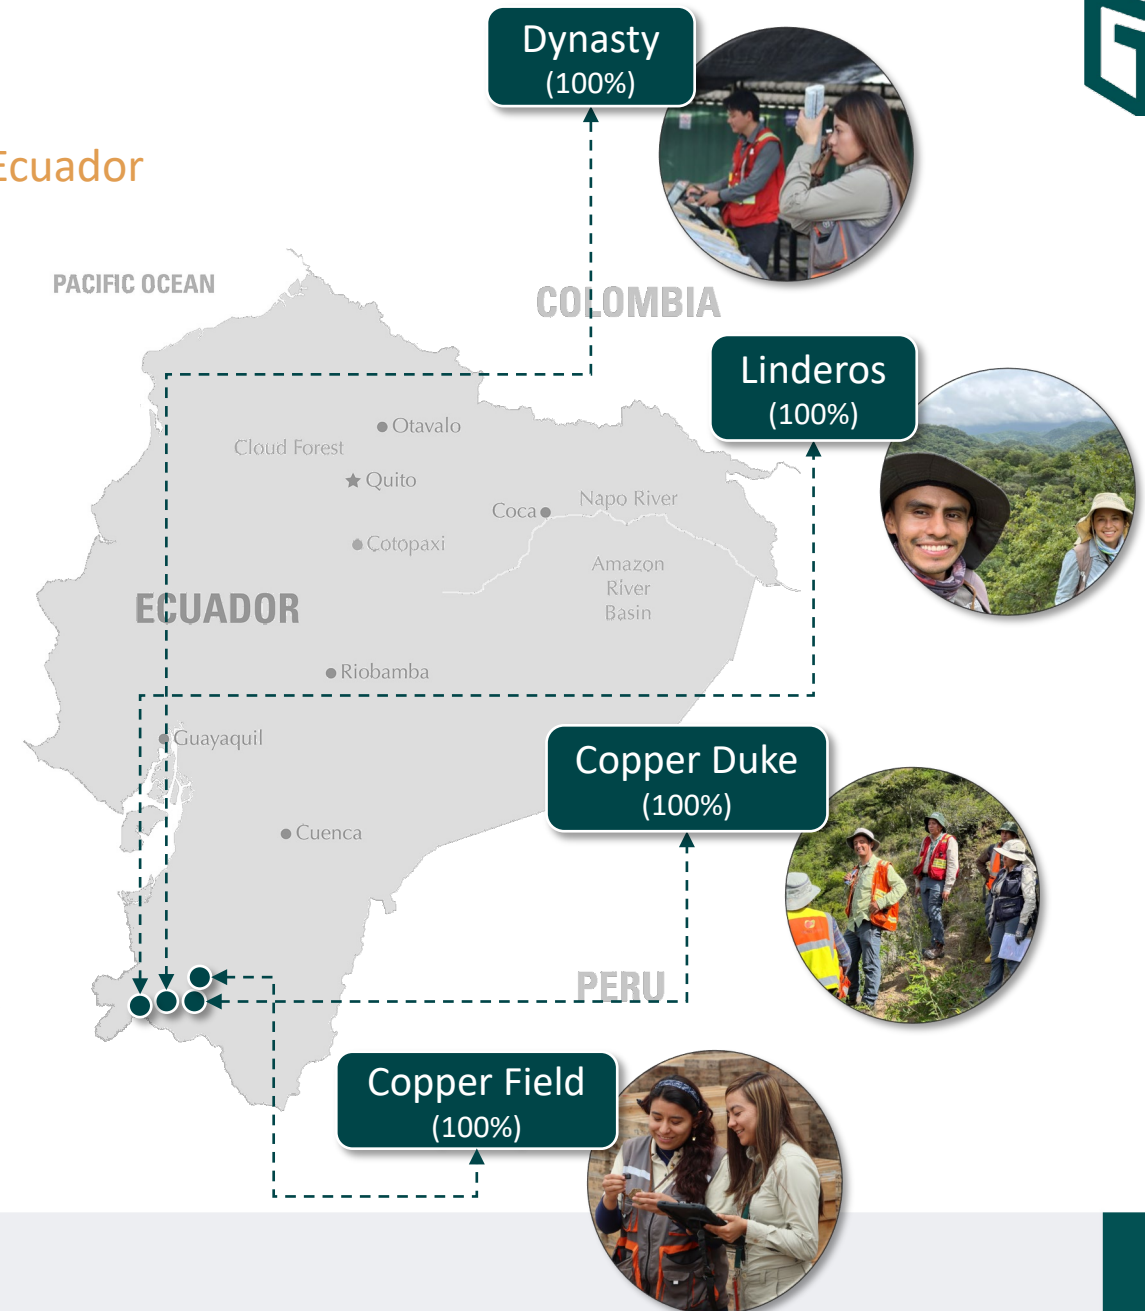 Dynasty
(100%)
Ecuador
PACIFIC OCEAN
COLOMBIA
Linderos
(100%)
Otavalo
Cloud Forest
Quito
Coca
Napo River
Cotopaxi
Amazon
River
Basin
ECUADOR
Riobamba
Guayaquil
Copper Duke
(100%)
Cuenca
PERU
Copper Field
(100%)